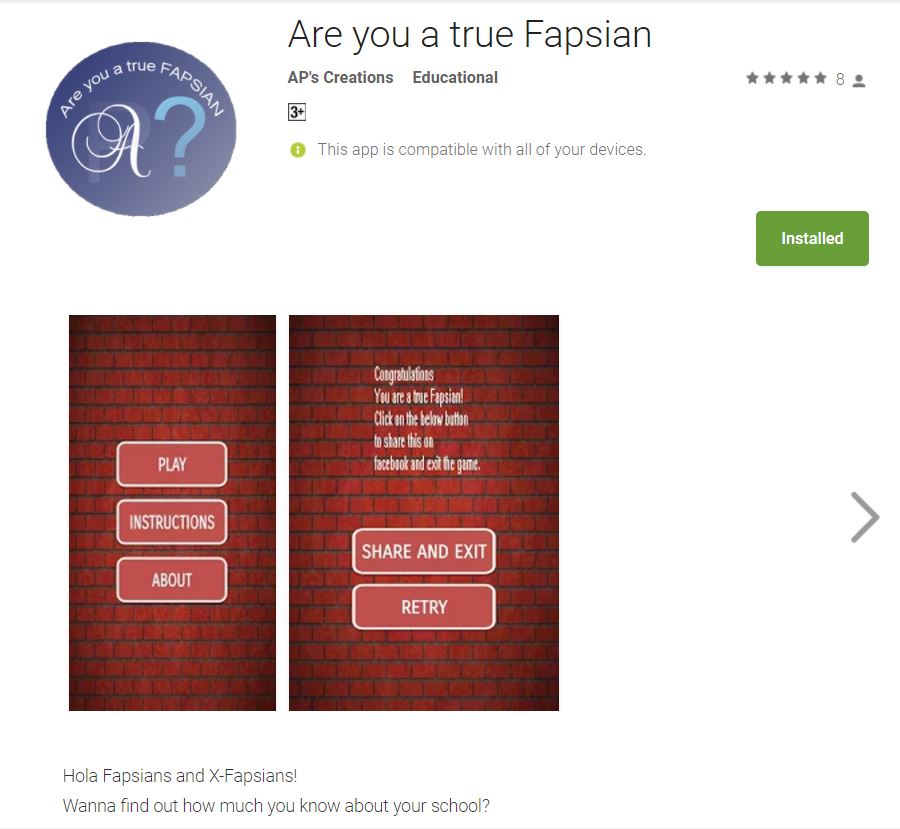 Are you a true Fapsian
Are you a true FAPSIAN
A?
AP's Creations Educational
8
3+
This app is compatible with all of your devices.
Installed
PLAY
INSTRUCTIONS
ABOUT
Congratulations
You are a true Fapsian!
Click on the below button
to share this on
facebook and exit the game.
SHARE AND EXIT
RETRY
Hola Fapsians and X-Fapsians!
Wanna find out how much you know about your school?